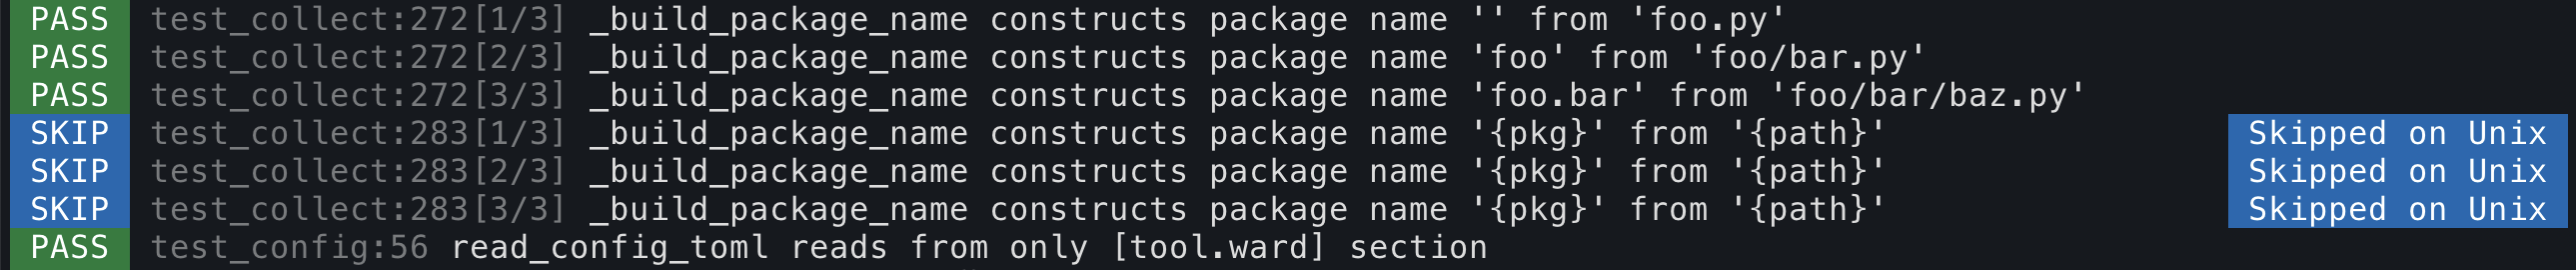 PASS test_collect:272[1/3] _build_package_name constructs package name '' from 'foo.py'
PASS test_collect:272[2/3] _build_package_name constructs package name 'foo' from 'foo/bar.py'
PASS test_collect:272[3/3] _build_package_name constructs package name 'foo.bar' from 'foo/bar/baz.py'
SKIP test_collect:283[1/3] _build_package_name constructs package name '{pkg}' from '{path}' Skipped on Unix
SKIP test_collect:283[2/3] _build_package_name constructs package name '{pkg}' from '{path}' Skipped on Unix
SKIP test_collect:283[3/3] _build_package_name constructs package name '{pkg}' from '{path}' Skipped on Unix
PASS test_config:56 read_config_toml reads from only [tool.ward] section